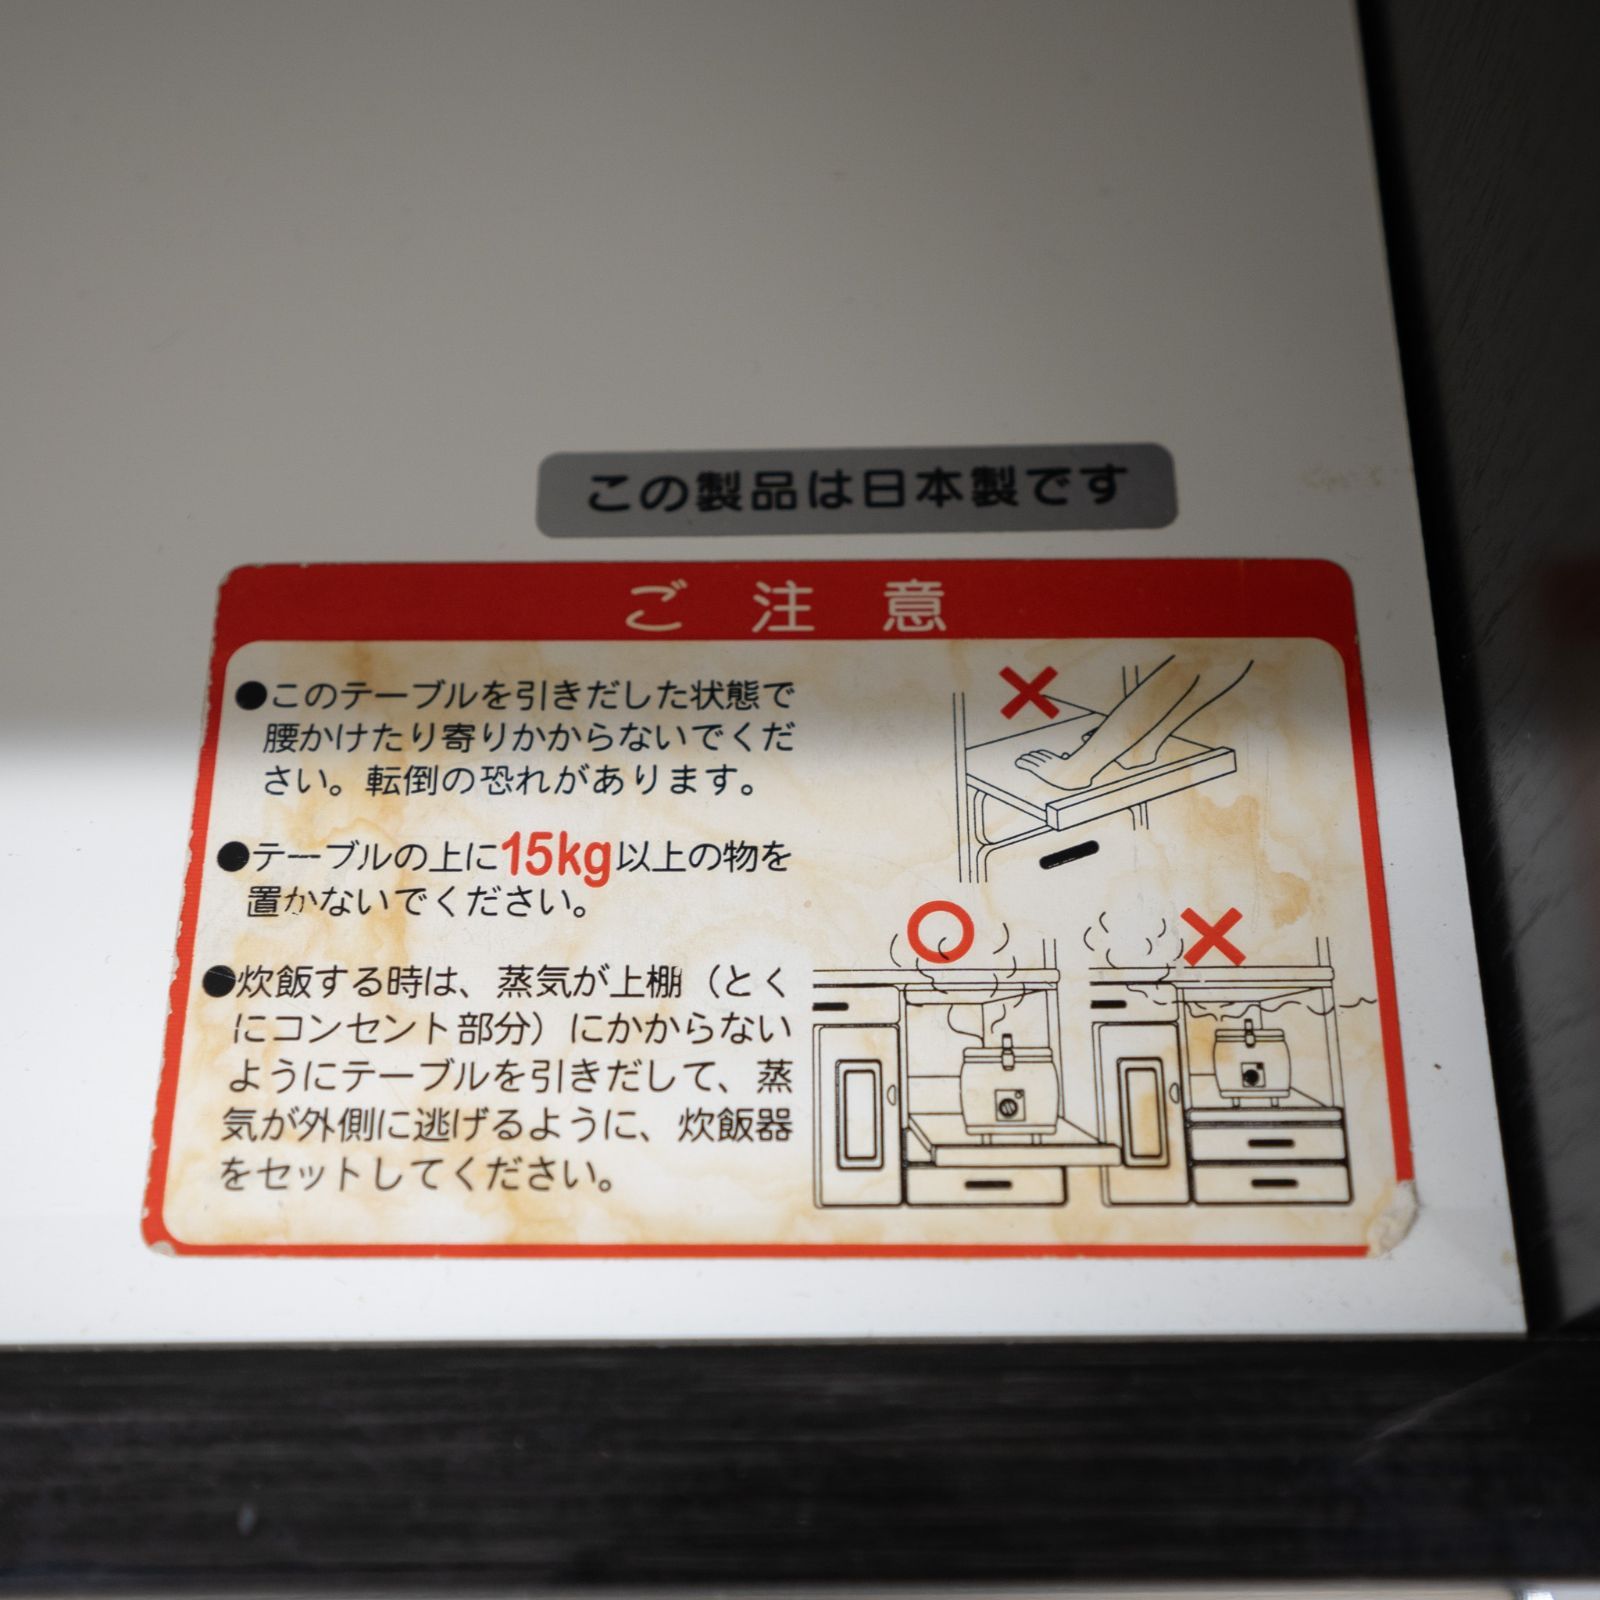 この製品は日本製です
ご注意
●このテーブルを引きだした状態で
腰かけたり寄りかからないでくだ
さい。転倒の恐れがあります。
●テーブルの上に15kg以上の物を
置かないでください。
●炊飯する時は、蒸気が上棚（とく
にコンセント部分）にかからない
ようにテーブルを引きだして、蒸
気が外側に逃げるように、炊飯器
をセットしてください。